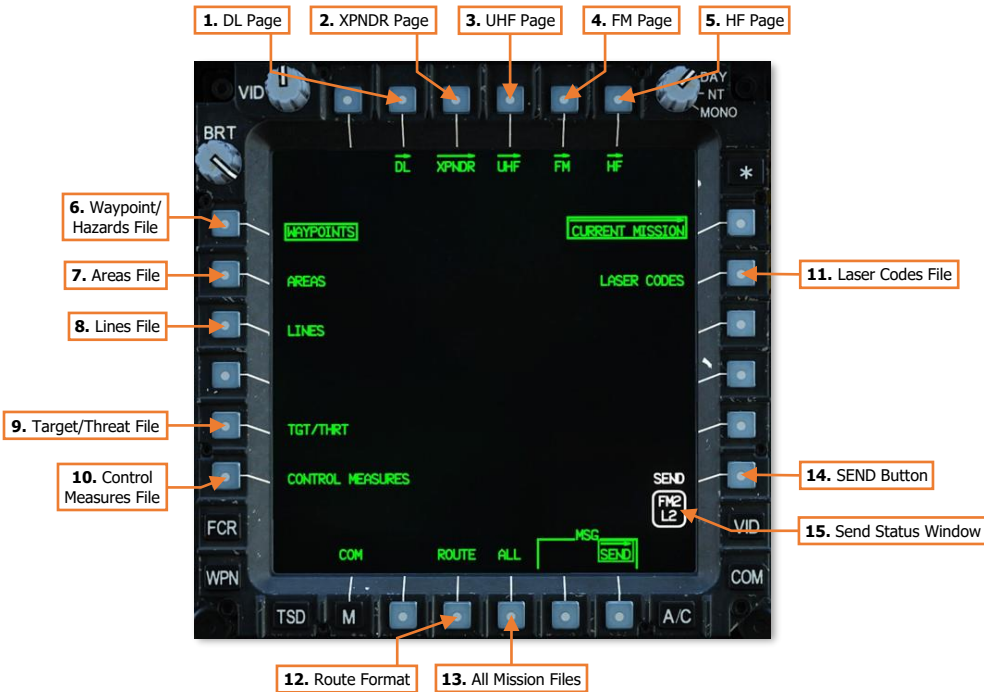 1. DL Page
2. XPNDR Page
3. UHF Page
4. FM Page
5. HF Page
VID
DAY
NT
MONO
BRT
DL
XPNDR
UHF
FM
HF
*
6. Waypoint/
Hazards File
WAYPOINTS
CURRENT MISSION
7. Areas File
AREAS
LASER CODES
11. Laser Codes File
8. Lines File
LINES
9. Target/Threat File
TGT/THRT
10. Control
Measures File
CONTROL MEASURES
SEND
14. SEND Button
FM2
L2
15. Send Status Window
FCR
VID
MSG
COM
ROUTE
ALL
SEND
WPN
COM
TSD
M
A/C
12. Route Format
13. All Mission Files